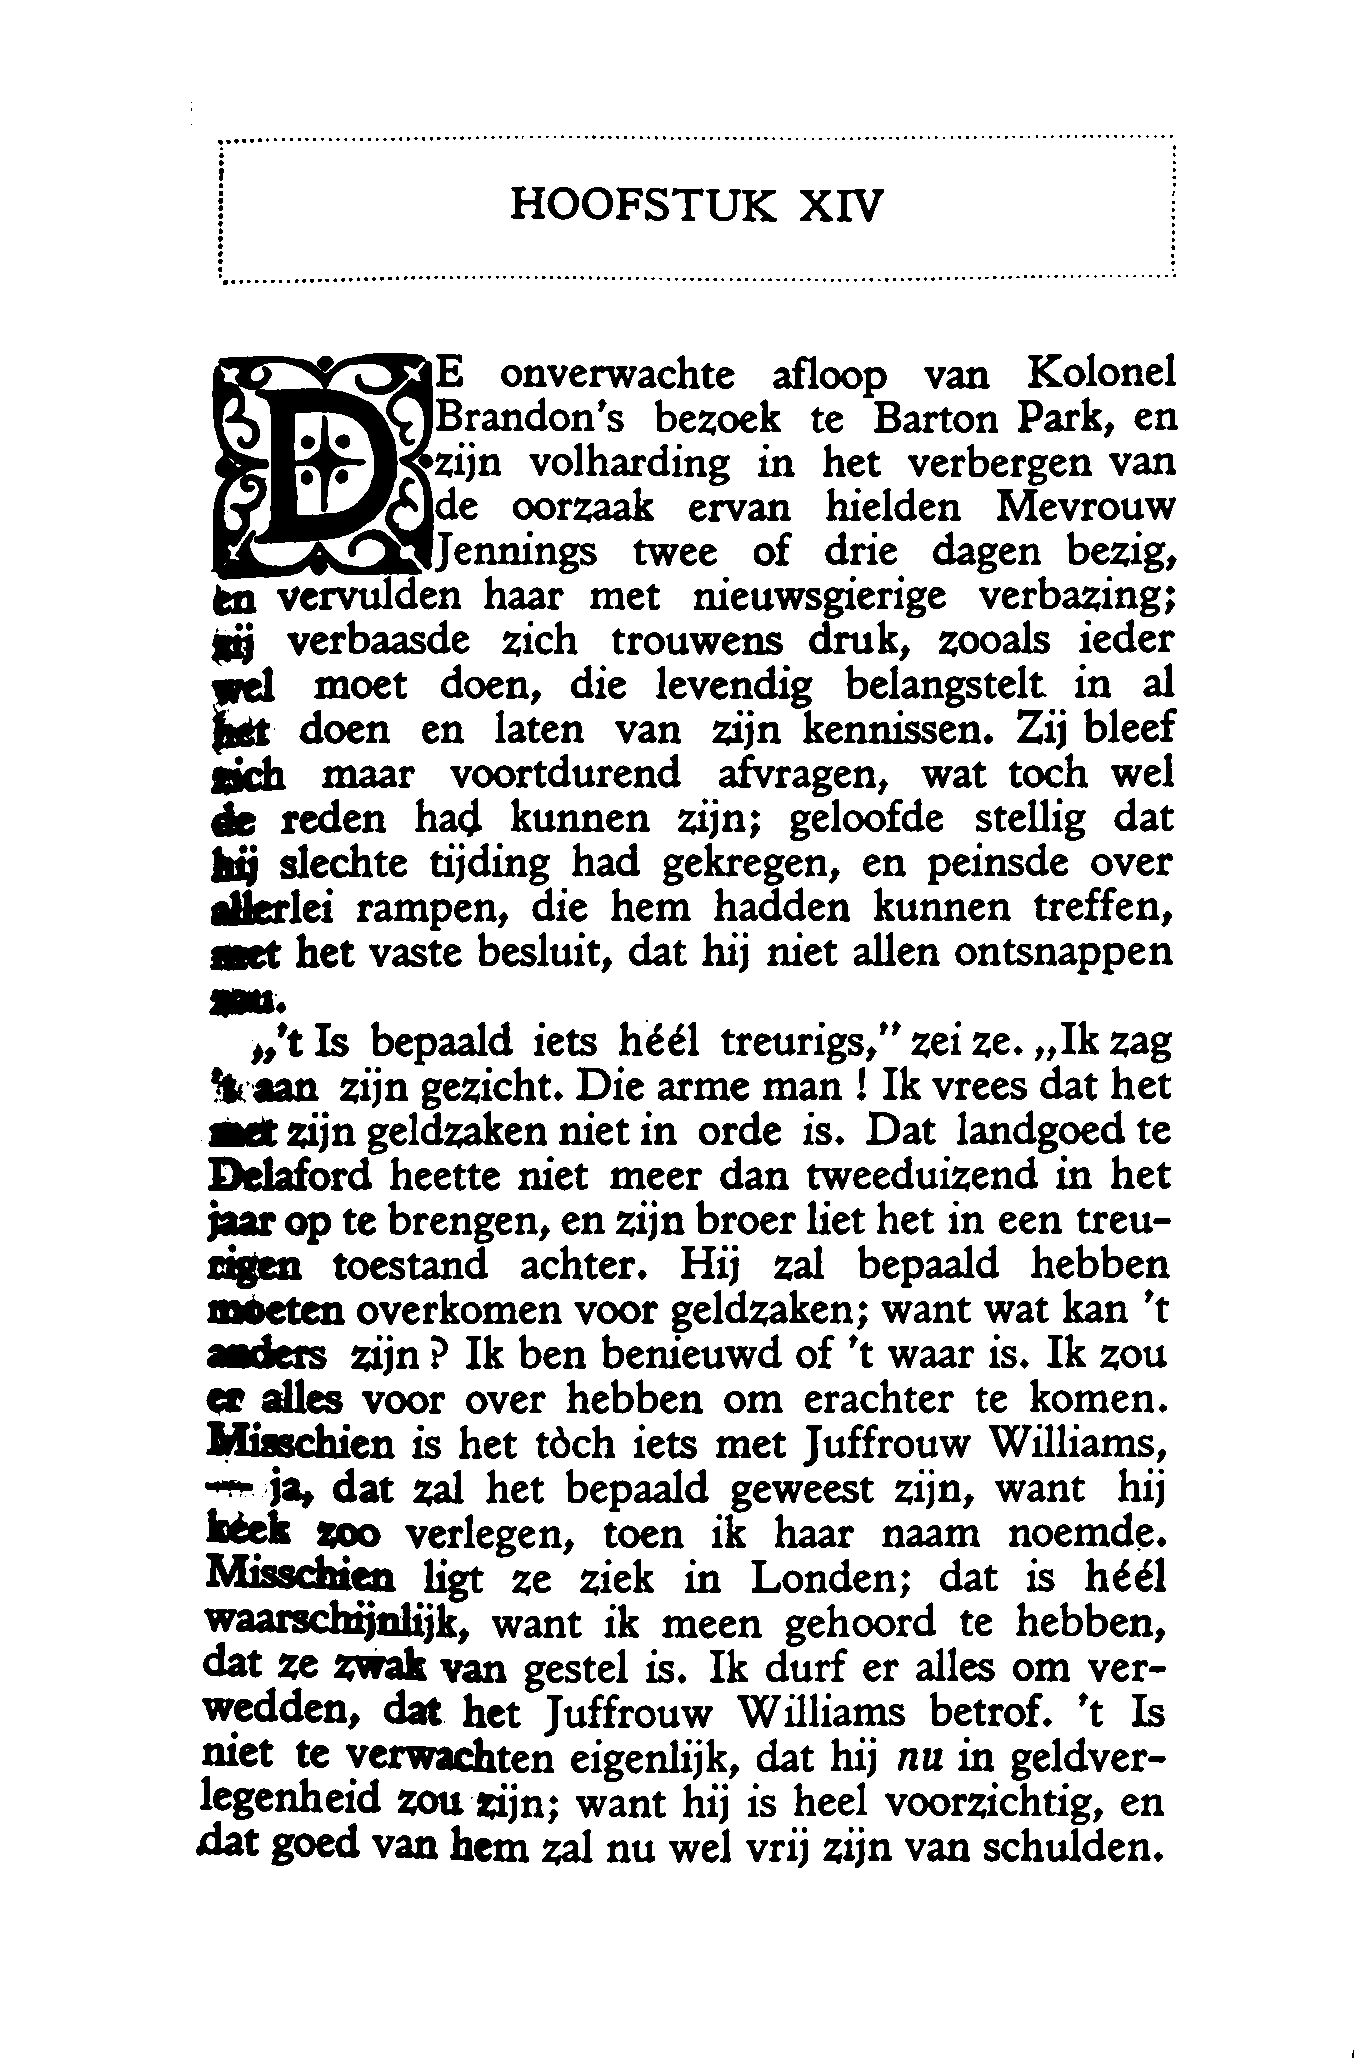 HOOFSTUK XIV
DE onverwachte afloop van Kolonel
Brandon's bezoek te Barton Park, en
zijn volharding in het verbergen van
de oorzaak ervan hielden Mevrouw
Jennings twee of drie dagen bezig,
en vervulden haar met nieuwsgierige verbazing;
zij verbaasde zich trouwens druk, zooals ieder
wel moet doen, die levendig belangstelt in al
het doen en laten van zijn kennissen. Zij bleef
zich maar voortdurend afvragen, wat toch wel
de reden had kunnen zijn; geloofde stellig dat
hij slechte tijding had gekregen, en peinsde over
allerlei rampen, die hem hadden kunnen treffen,
met het vaste besluit, dat hij niet allen ontsnappen
zou.
„'t Is bepaald iets héél treurigs,” zei ze. „Ik zag
't aan zijn gezicht. Die arme man! Ik vrees dat het
met zijn geldzaken niet in orde is. Dat landgoed te
Delaford heette niet meer dan tweeduizend in het
jaar op te brengen, en zijn broer liet het in een treu-
rigen toestand achter. Hij zal bepaald hebben
moeten overkomen voor geldzaken; want wat kan 't
anders zijn? Ik ben benieuwd of 't waar is. Ik zou
er alles voor over hebben om erachter te komen.
Misschien is het tòch iets met Juffrouw Williams,
— ja, dat zal het bepaald geweest zijn, want hij
keek zoo verlegen, toen ik haar naam noemde.
Misschien ligt ze ziek in Londen; dat is héél
waarschijnlijk, want ik meen gehoord te hebben,
dat ze zwak van gestel is. Ik durf er alles om ver-
wedden, dat het Juffrouw Williams betrof. 't Is
niet te verwachten eigenlijk, dat hij nu in geldver-
legenheid zou zijn; want hij is heel voorzichtig, en
dat goed van hem zal nu wel vrij zijn van schulden.